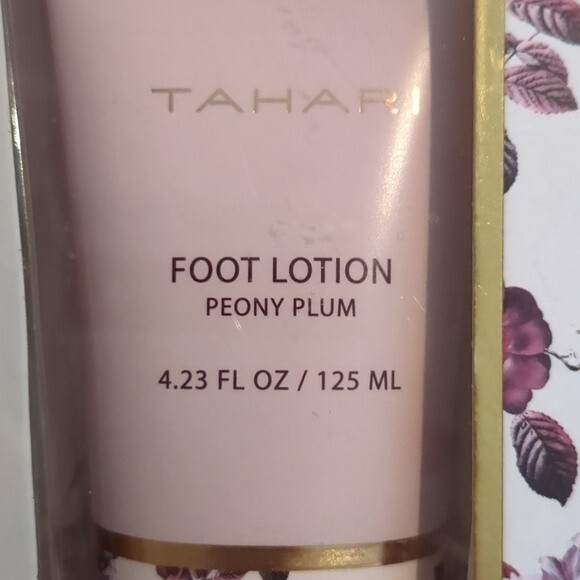 TAHARI
FOOT LOTION
PEONY PLUM
4.23 FL OZ / 125 ML